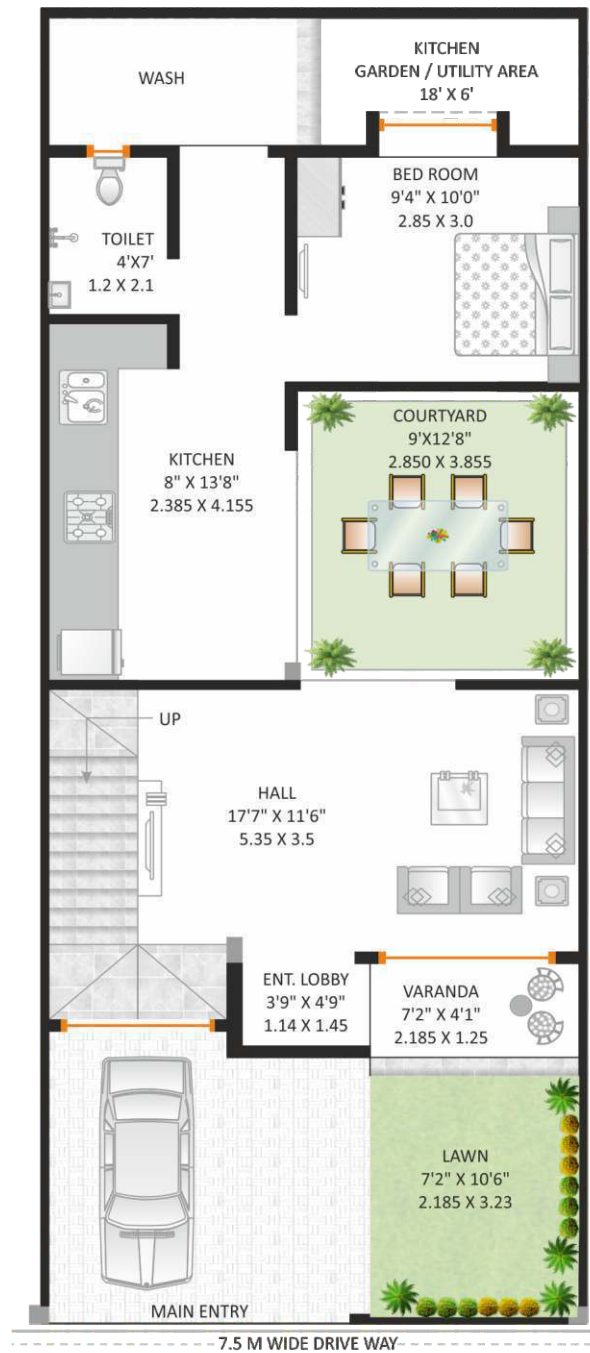 WASH
KITCHEN
GARDEN / UTILITY AREA
18' X 6'
BED ROOM
9'4" X 10'0"
2.85 X 3.0
TOILET
4'X7'
1.2 X 2.1
COURTYARD
9'X12'8"
2.850 X 3.855
KITCHEN
8" X 13'8"
2.385 X 4.155
UP
HALL
17'7" X 11'6"
5.35 X 3.5
ENT. LOBBY
3'9" X 4'9"
1.14 X 1.45
VARANDA
7'2" X 4'1"
2.185 X 1.25
LAWN
7'2" X 10'6"
2.185 X 3.23
MAIN ENTRY
7.5 M WIDE DRIVE WAY